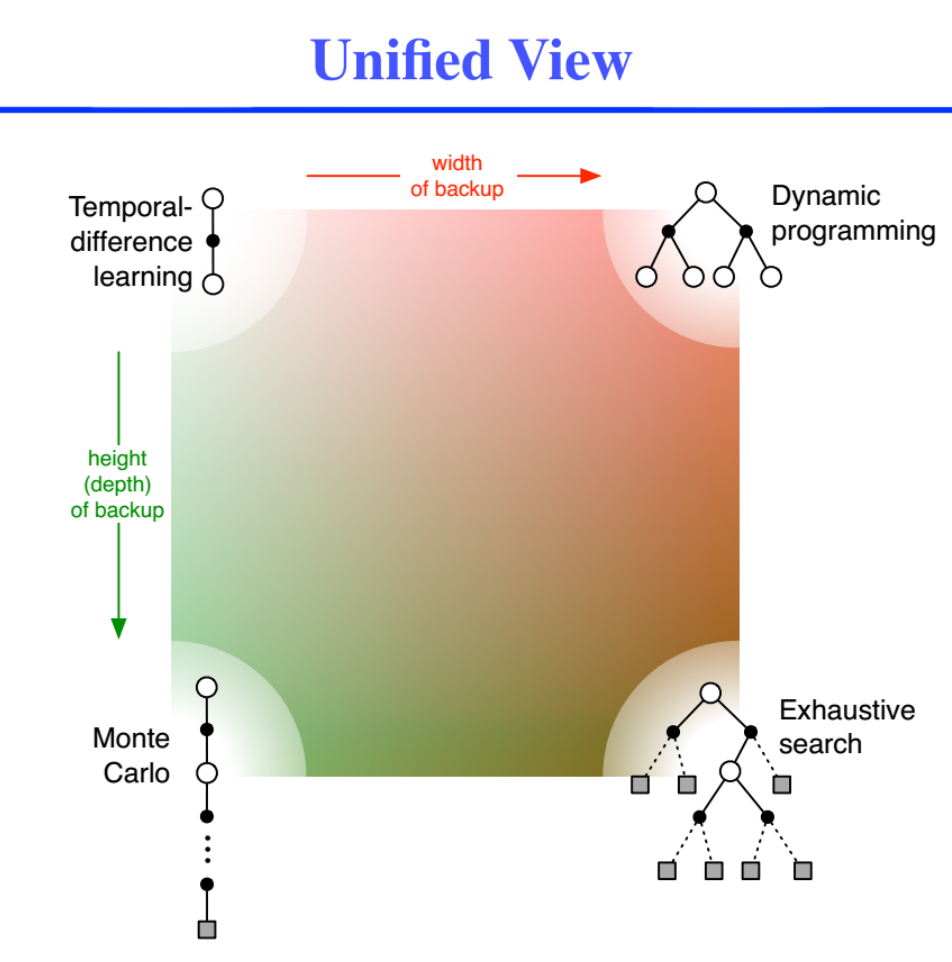 Unified View
width
of backup
Temporal-
difference
learning
Dynamic
programming
height
(depth)
of backup
Monte
Carlo
Exhaustive
search